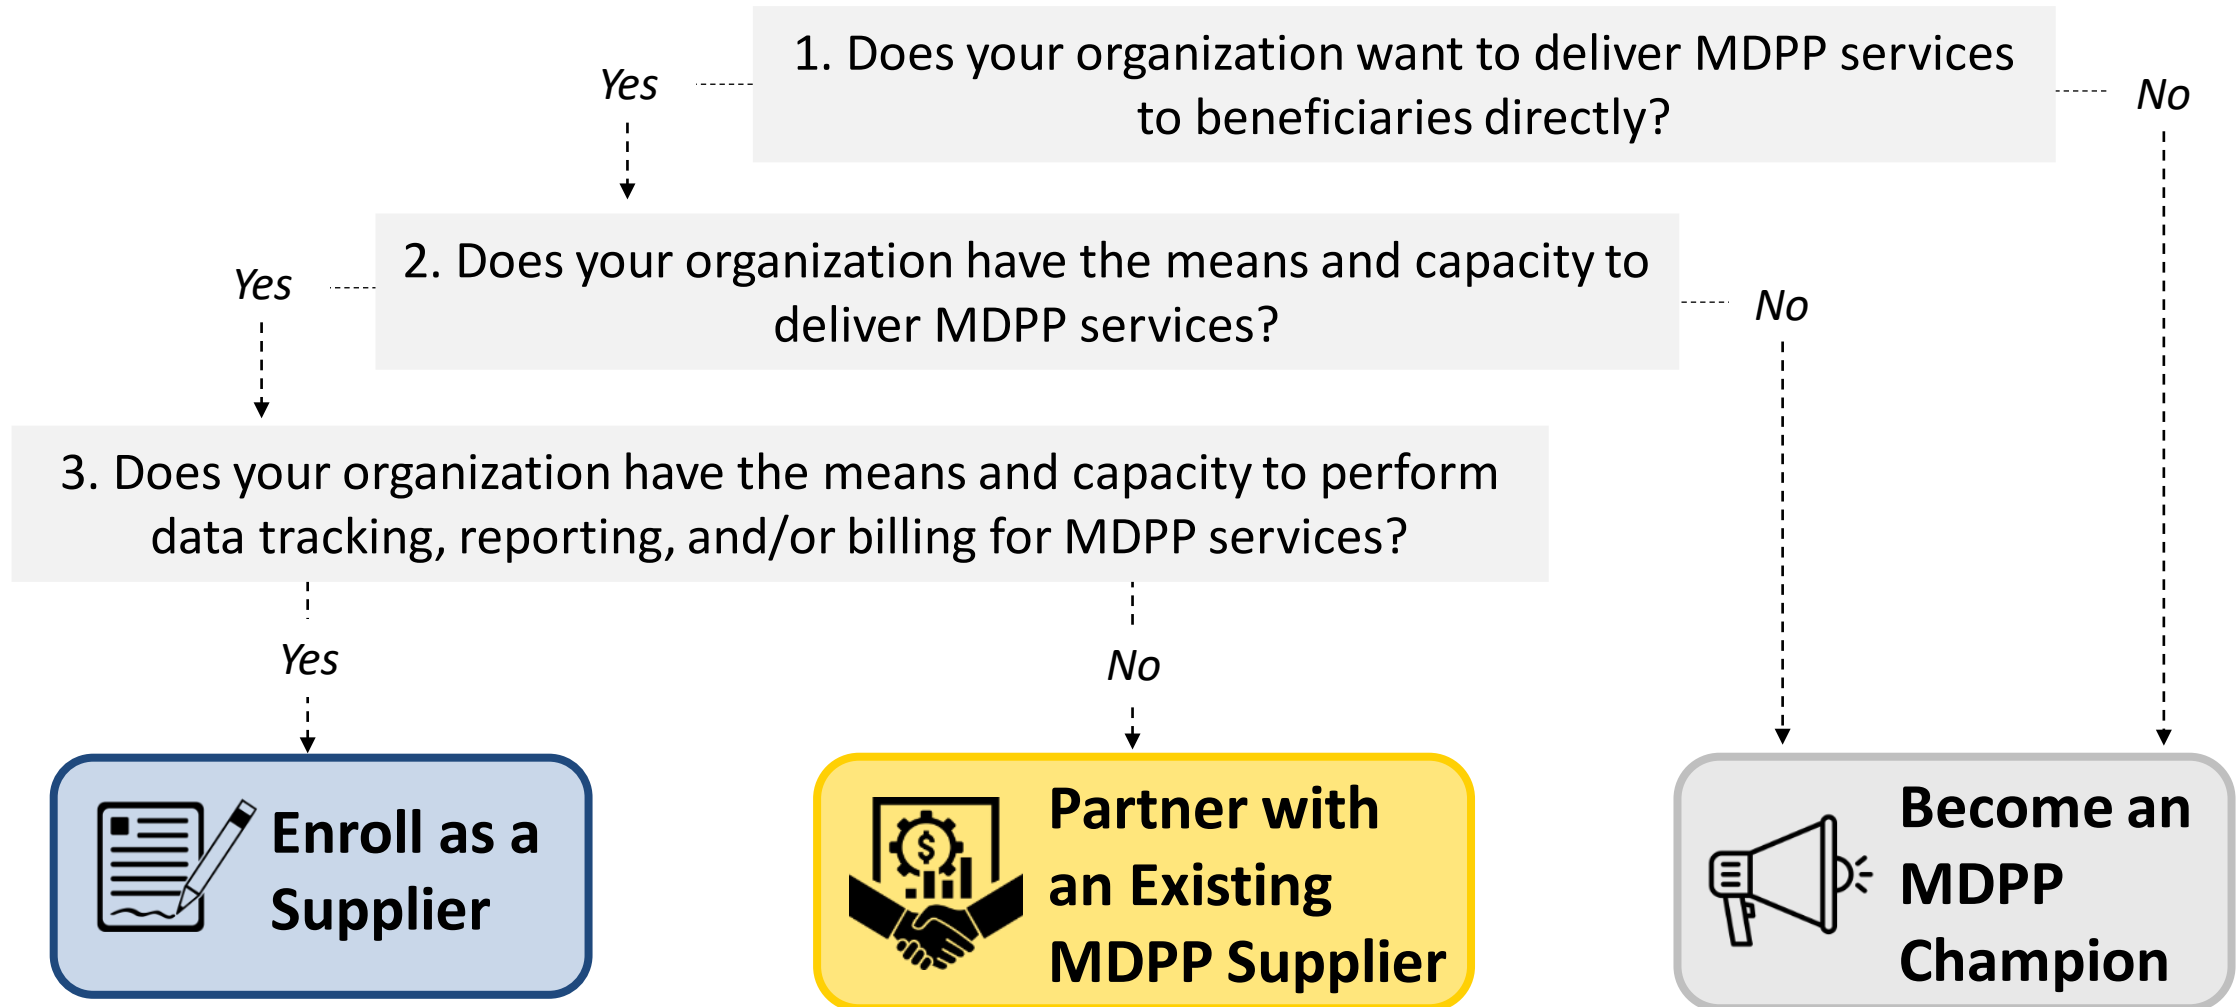 1. Does your organization want to deliver MDPP services
to beneficiaries directly?
Yes
No
2. Does your organization have the means and capacity to
deliver MDPP services?
Yes
No
3. Does your organization have the means and capacity to perform
data tracking, reporting, and/or billing for MDPP services?
Yes
No
Enroll as a
Supplier
$
Partner with
an Existing
MDPP Supplier
Become an
MDPP
Champion